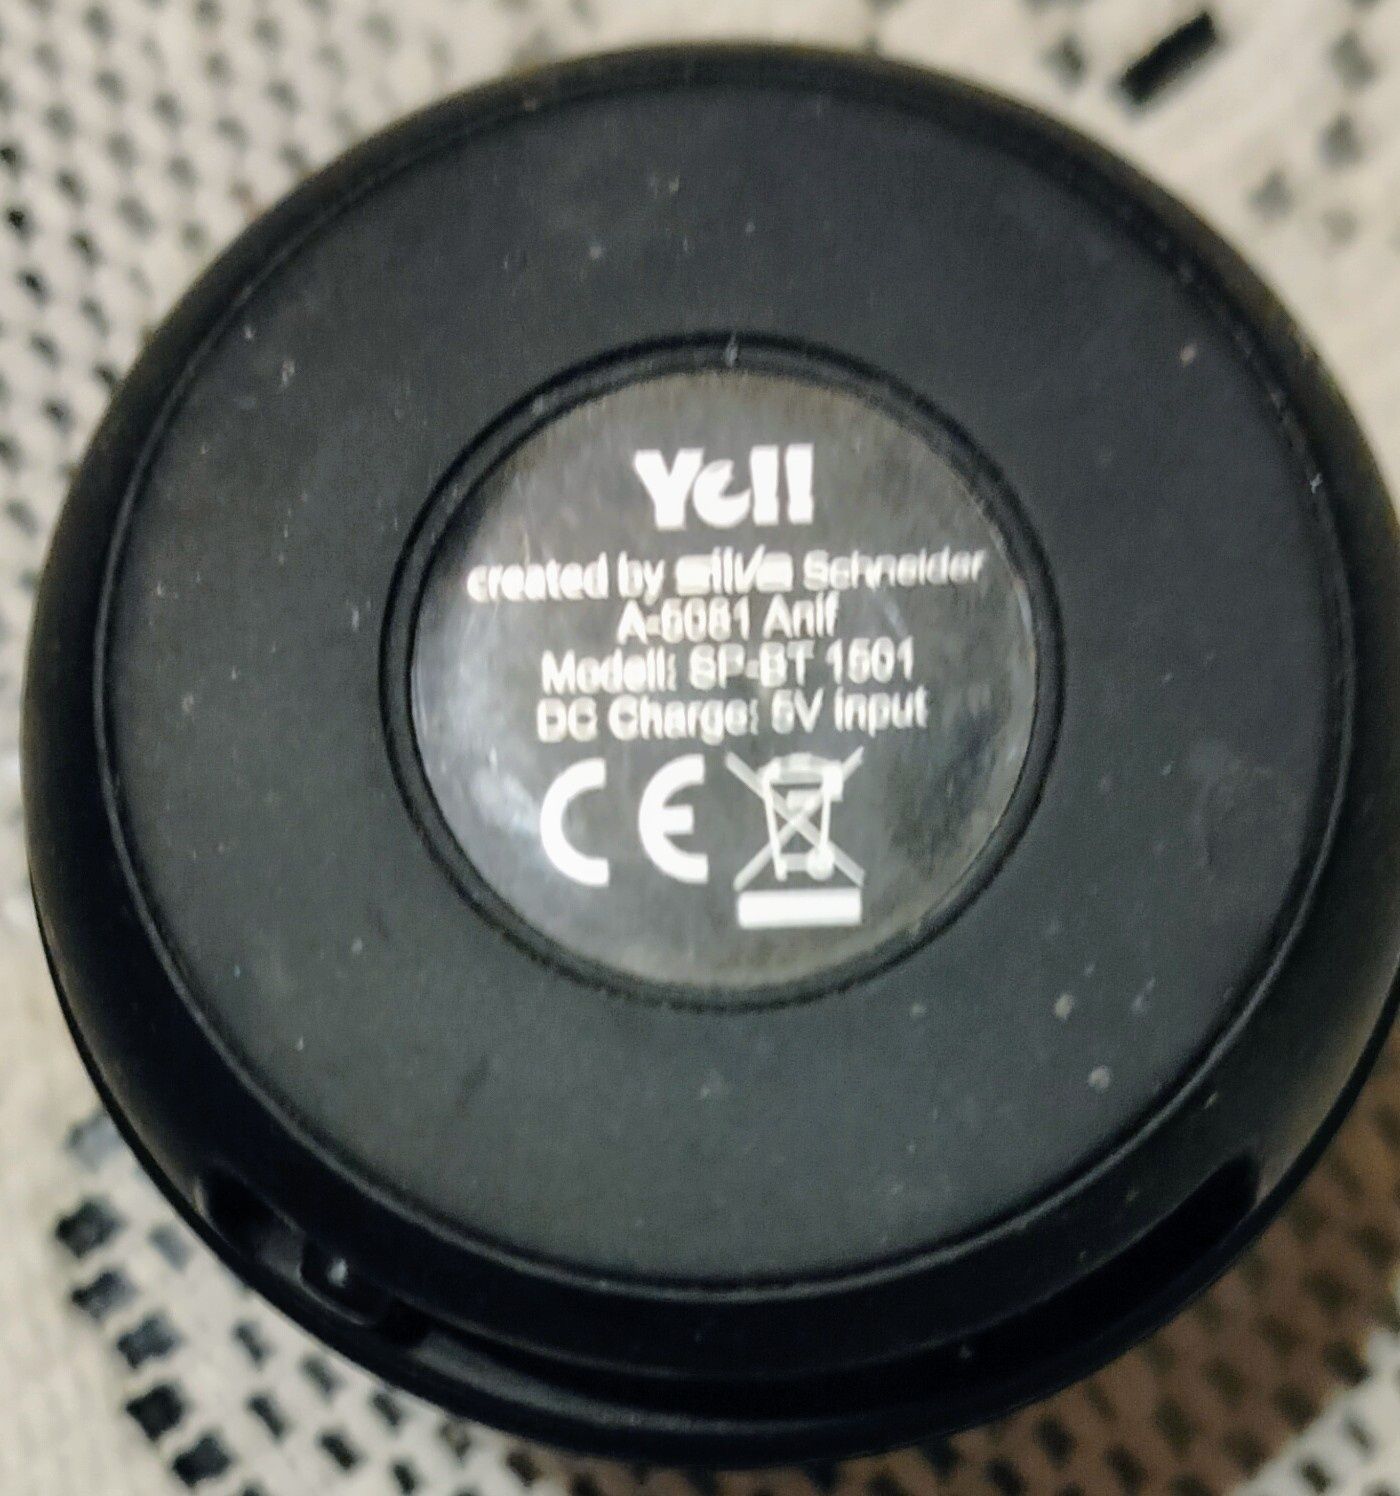 Yell
created by silva Schneider
A-5081 Anif
Modell: SP-BT 1501
DC Charge: 5V input
CE